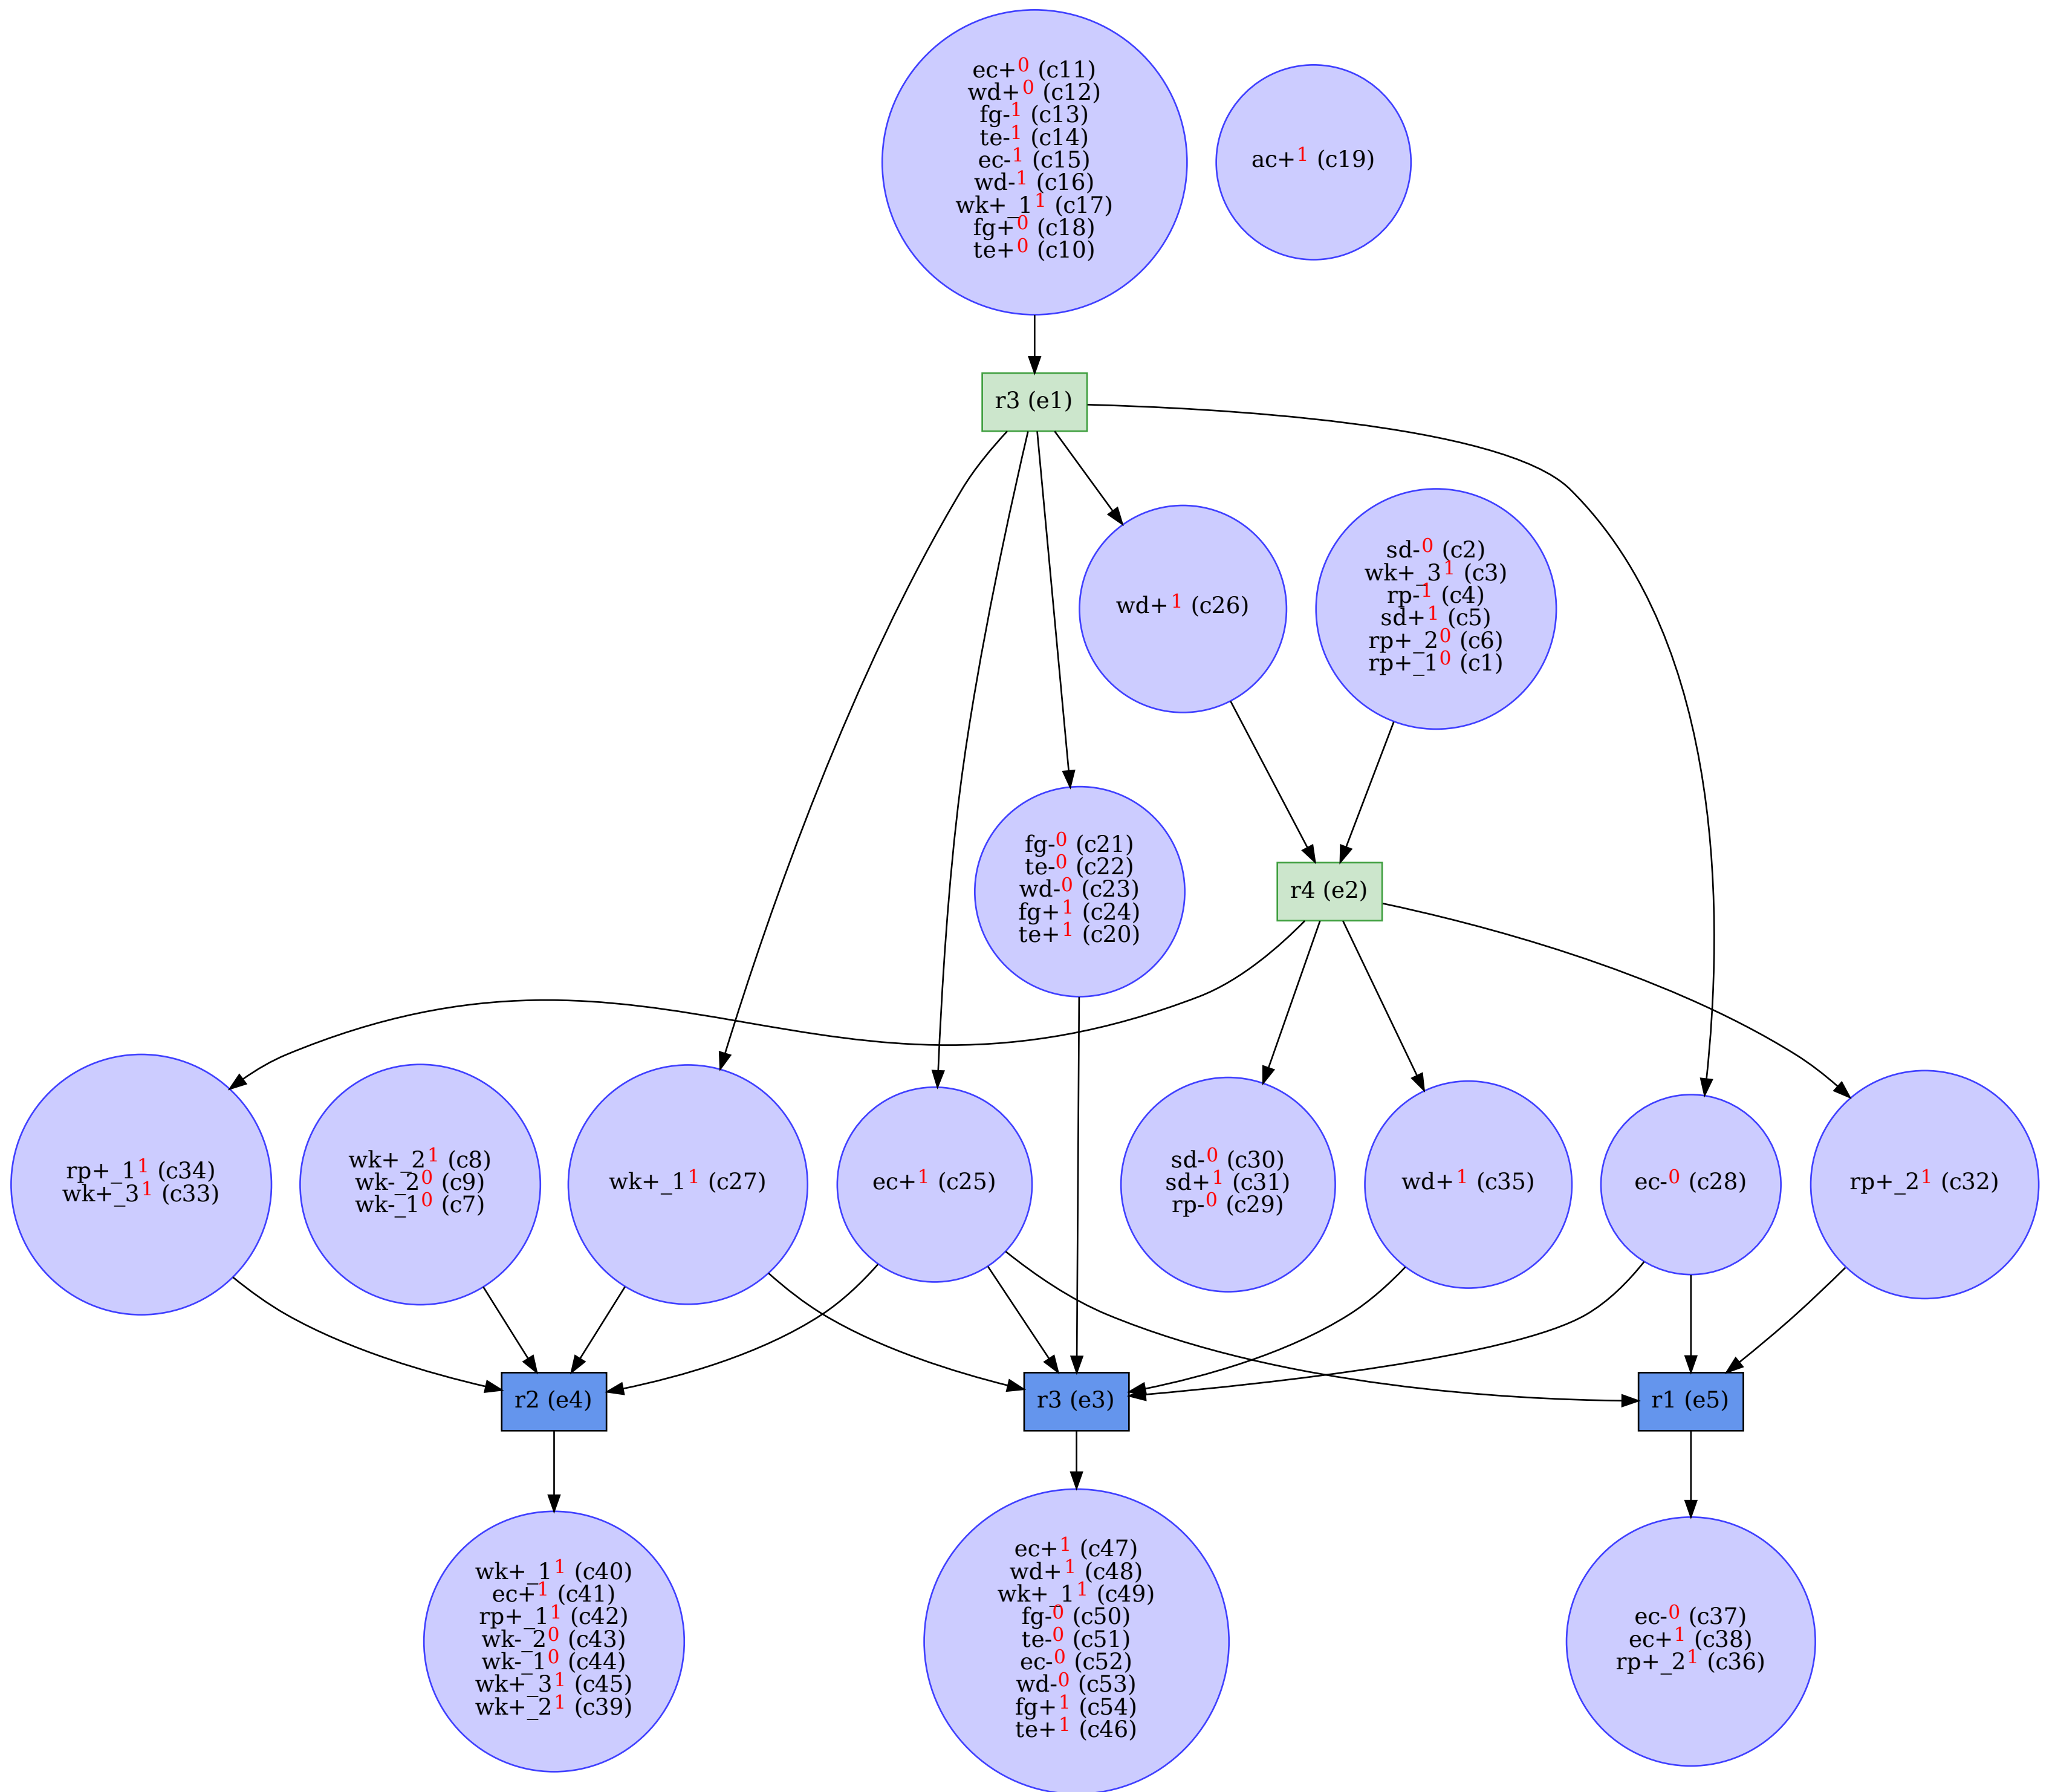 ec+0 (c11)
wd+0 (c12)
fg-1 (c13)
te-1 (c14)
ec-1 (c15)
wd-1 (c16)
wk+_11 (c17)
fg+0 (c18)
te+0 (c10)
ac+1 (c19)
r3 (e1)
wd+1 (c26)
sd-0 (c2)
wk+_31 (c3)
rp-1 (c4)
sd+1 (c5)
rp+_20 (c6)
rp+_10 (c1)
fg-0 (c21)
te-0 (c22)
wd-0 (c23)
fg+1 (c24)
te+1 (c20)
r4 (e2)
rp+_11 (c34)
wk+_31 (c33)
wk+_21 (c8)
wk-_20 (c9)
wk-_10 (c7)
wk+_11 (c27)
ec+1 (c25)
sd-0 (c30)
sd+1 (c31)
rp-0 (c29)
wd+1 (c35)
ec-0 (c28)
rp+_21 (c32)
r2 (e4)
r3 (e3)
r1 (e5)
wk+_11 (c40)
ec+1 (c41)
rp+_11 (c42)
wk-_20 (c43)
wk-_10 (c44)
wk+_31 (c45)
wk+_21 (c39)
ec+1 (c47)
wd+1 (c48)
wk+_11 (c49)
fg-0 (c50)
te-0 (c51)
ec-0 (c52)
wd-0 (c53)
fg+1 (c54)
te+1 (c46)
ec-0 (c37)
ec+1 (c38)
rp+_21 (c36)